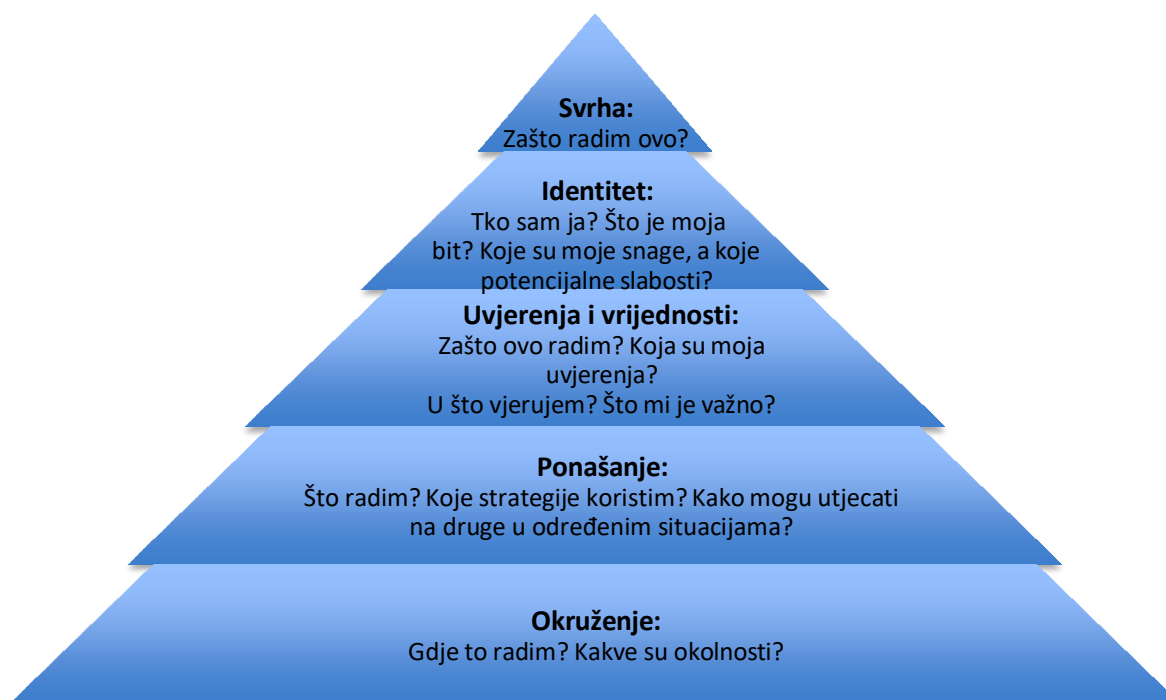 Svrha:
Zašto radim ovo?
Identitet:
Tko sam ja? Što je moja
bit? Koje su moje snage, a koje
potencijalne slabosti?
Uvjerenja i vrijednosti:
Zašto ovo radim? Koja su moja
uvjerenja?
U što vjerujem? Što mi je važno?
Ponašanje:
Što radim? Koje strategije koristim? Kako mogu utjecati
na druge u određenim situacijama?
Okruženje:
Gdje to radim? Kakve su okolnosti?